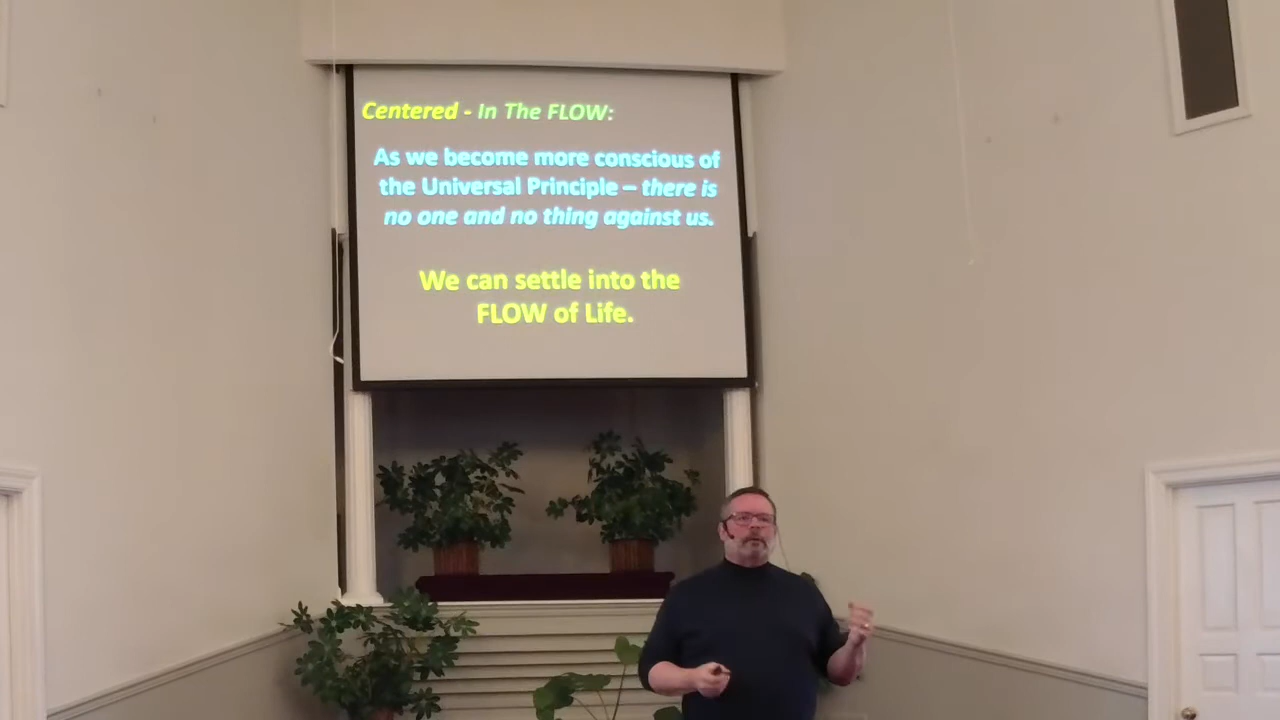 Centered - In The FLOW:
As we become more conscious of
the Universal Principle – there is
no one and no thing against us.
We can settle into the
FLOW of Life.